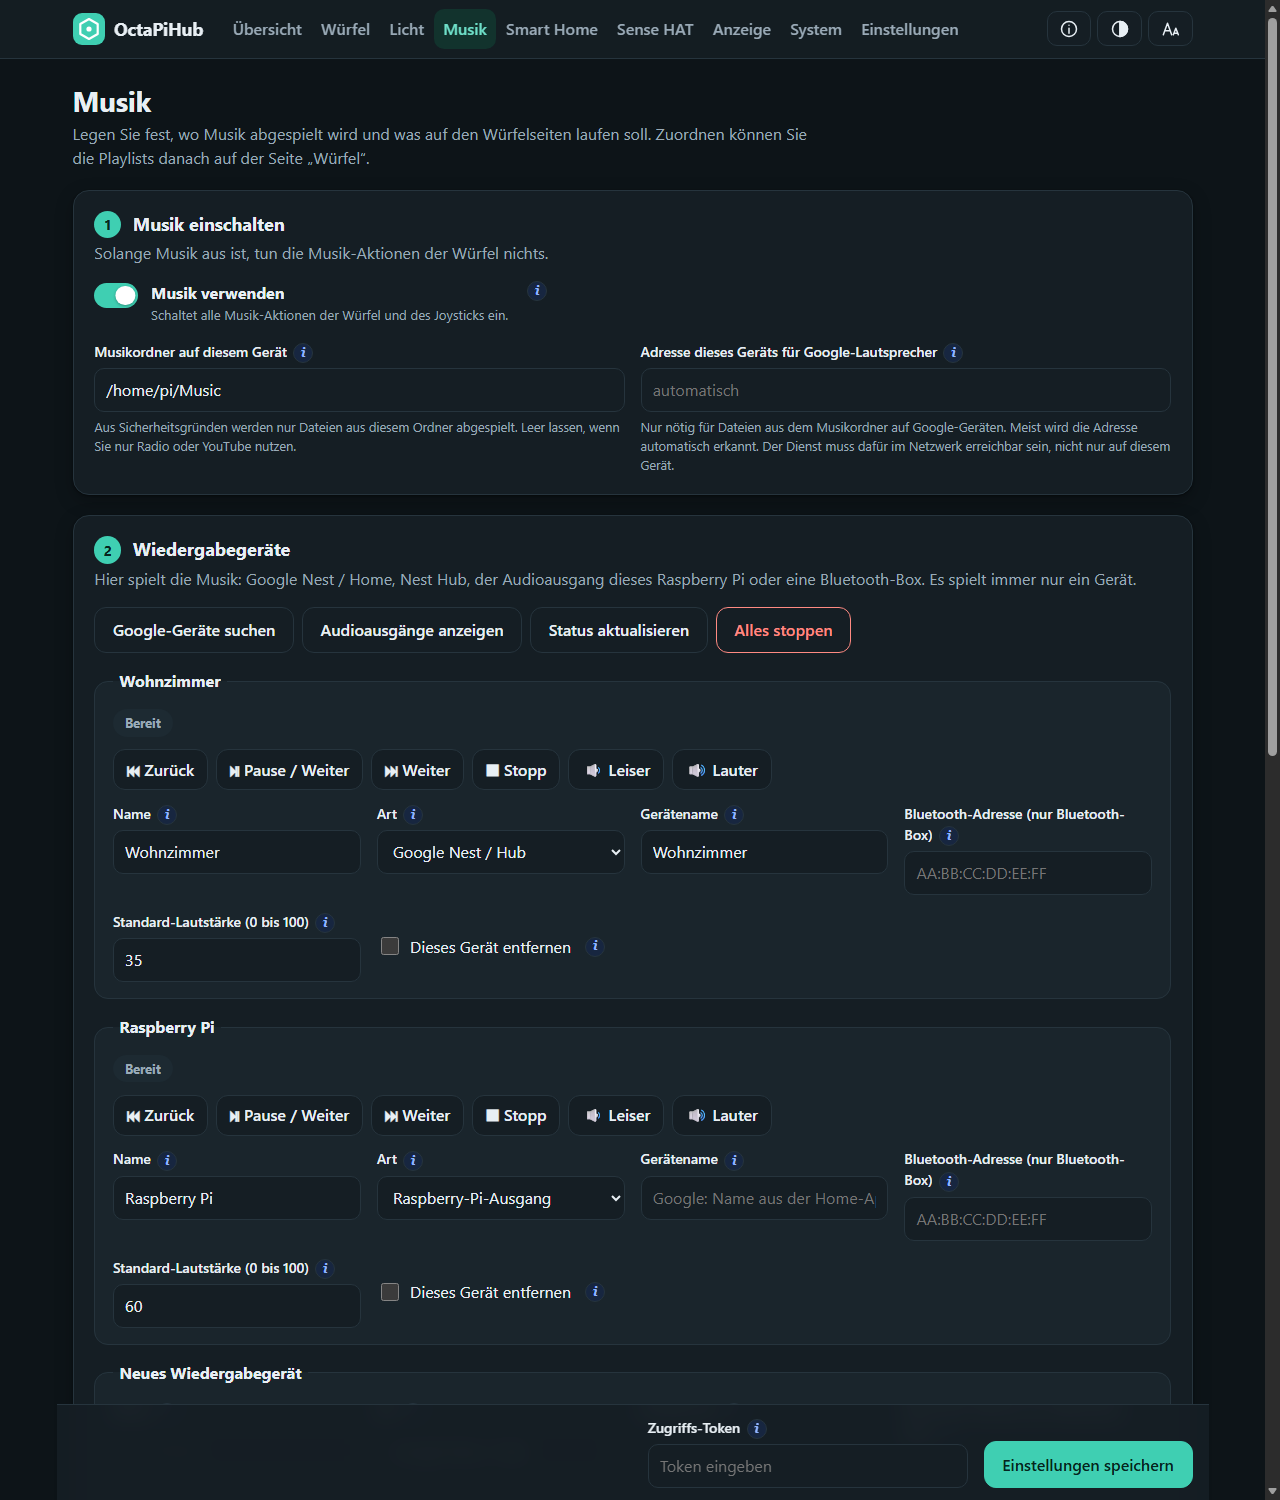 OctaPiHub Übersicht Würfel Licht Musik Smart Home Sense HAT Anzeige System Einstellungen
Musik
Legen Sie fest, wo Musik abgespielt wird und was auf den Würfelseiten laufen soll. Zuordnen können Sie
die Playlists danach auf der Seite „Würfel“.
1 Musik einschalten
Solange Musik aus ist, tun die Musik-Aktionen der Würfel nichts.
Musik verwenden i
Schaltet alle Musik-Aktionen der Würfel und des Joysticks ein.
Musikordner auf diesem Gerät i
/home/pi/Music
Aus Sicherheitsgründen werden nur Dateien aus diesem Ordner abgespielt. Leer lassen, wenn
Sie nur Radio oder YouTube nutzen.
Adresse dieses Geräts für Google-Lautsprecher i
automatisch
Nur nötig für Dateien aus dem Musikordner auf Google-Geräten. Meist wird die Adresse
automatisch erkannt. Der Dienst muss dafür im Netzwerk erreichbar sein, nicht nur auf diesem
Gerät.
2 Wiedergabegeräte
Hier spielt die Musik: Google Nest / Home, Nest Hub, der Audioausgang dieses Raspberry Pi oder eine Bluetooth-Box. Es spielt immer nur ein Gerät.
Google-Geräte suchen Audioausgänge anzeigen Status aktualisieren Alles stoppen
Wohnzimmer
Bereit
⏮ Zurück ⏯ Pause / Weiter ⏭ Weiter ⏹ Stopp 🔉 Leiser 🔊 Lauter
Name i
Wohnzimmer
Art i
Google Nest / Hub
Gerätename i
Wohnzimmer
Bluetooth-Adresse (nur Bluetooth-
Box) i
AA:BB:CC:DD:EE:FF
Standard-Lautstärke (0 bis 100) i
35
Dieses Gerät entfernen i
Raspberry Pi
Bereit
⏮ Zurück ⏯ Pause / Weiter ⏭ Weiter ⏹ Stopp 🔉 Leiser 🔊 Lauter
Name i
Raspberry Pi
Art i
Raspberry-Pi-Ausgang
Gerätename i
Google: Name aus der Home-A
Bluetooth-Adresse (nur Bluetooth-
Box) i
AA:BB:CC:DD:EE:FF
Standard-Lautstärke (0 bis 100) i
60
Dieses Gerät entfernen i
Neues Wiedergabegerät
Zugriffs-Token i
Token eingeben
Einstellungen speichern